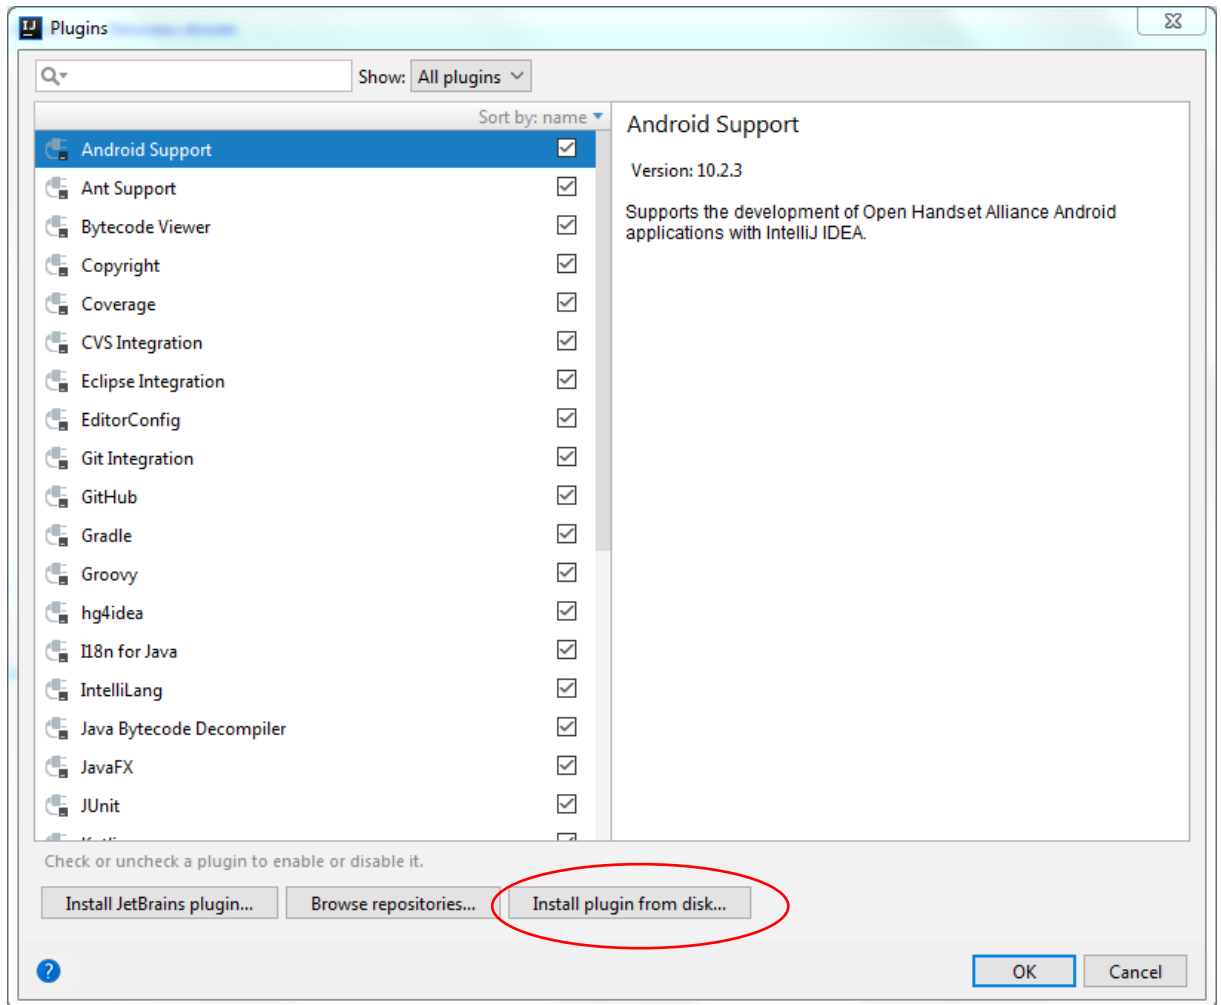 IJ Plugins
Show: All plugins
Sort by: name
Android Support
Ant Support
Bytecode Viewer
Copyright
Coverage
CVS Integration
Eclipse Integration
EditorConfig
Git Integration
GitHub
Gradle
Groovy
hg4idea
I18n for Java
IntelliLang
Java Bytecode Decompiler
JavaFX
JUnit
Android Support
Version: 10.2.3
Supports the development of Open Handset Alliance Android
applications with IntelliJ IDEA.
Check or uncheck a plugin to enable or disable it.
Install JetBrains plugin... Browse repositories... Install plugin from disk...
? OK Cancel